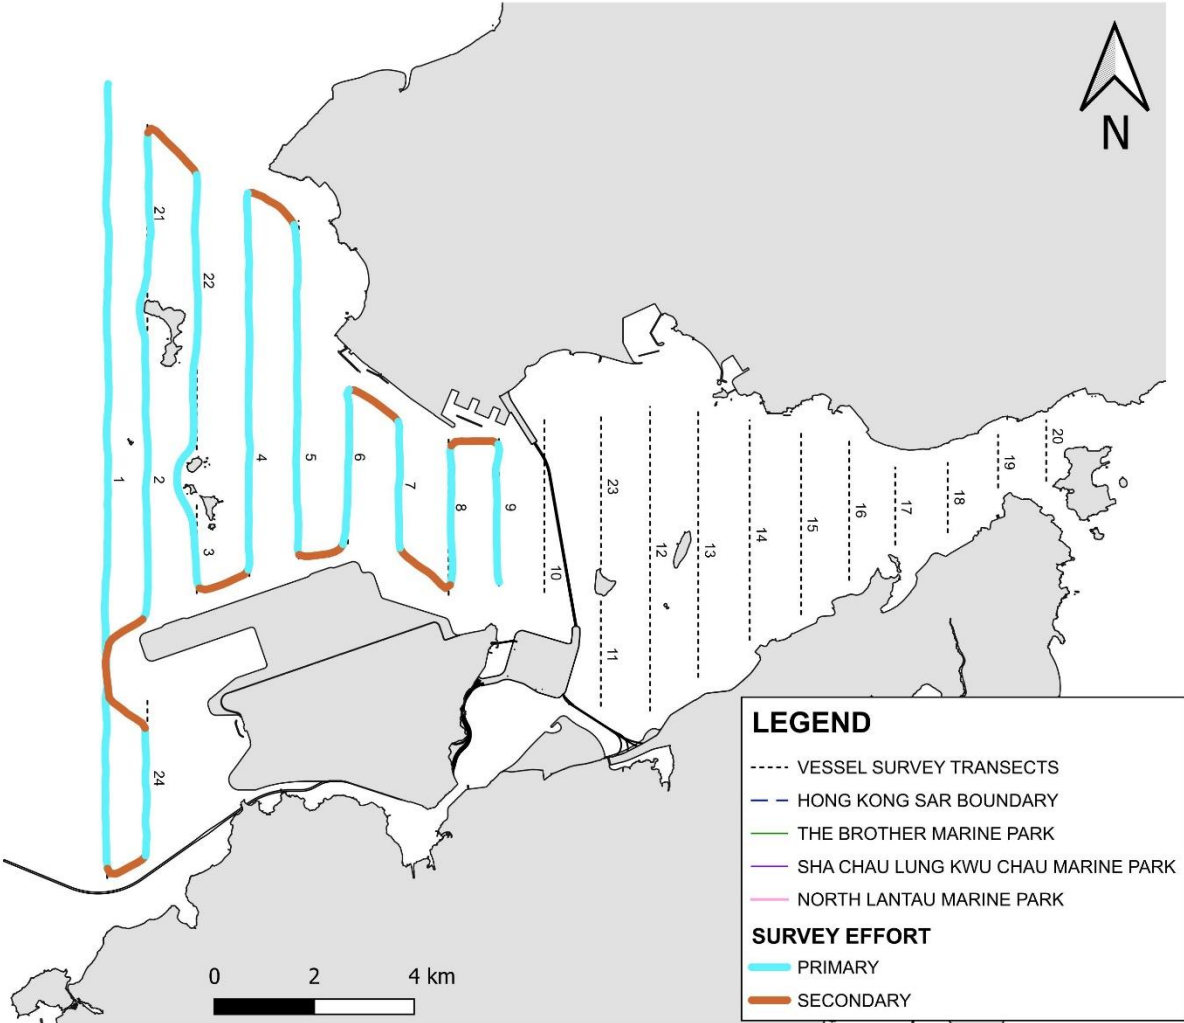 N
21
22
1
2
3
4
5
6
7
8
9
10
23
11
12
13
14
15
16
17
18
19
20
24
LEGEND
VESSEL SURVEY TRANSECTS
HONG KONG SAR BOUNDARY
THE BROTHER MARINE PARK
SHA CHAU LUNG KWU CHAU MARINE PARK
NORTH LANTAU MARINE PARK
SURVEY EFFORT
PRIMARY
SECONDARY
0 2 4 km